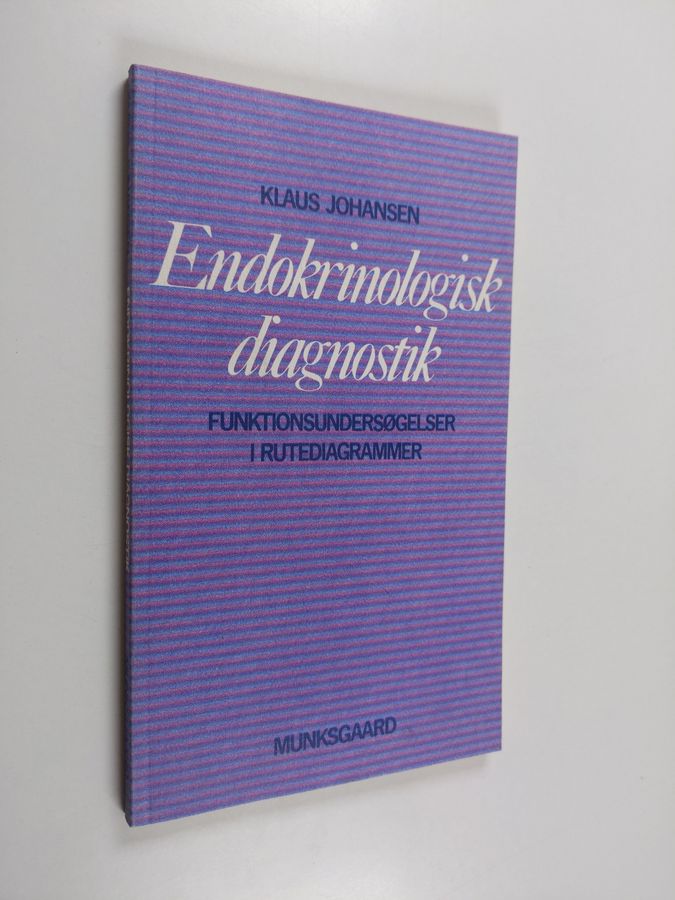 KLAUS JOHANSEN
Endokrinologisk
diagnostik
FUNKTIONSUNDERSØGELSER
I RUTEDIAGRAMMER
MUNKSGAARD